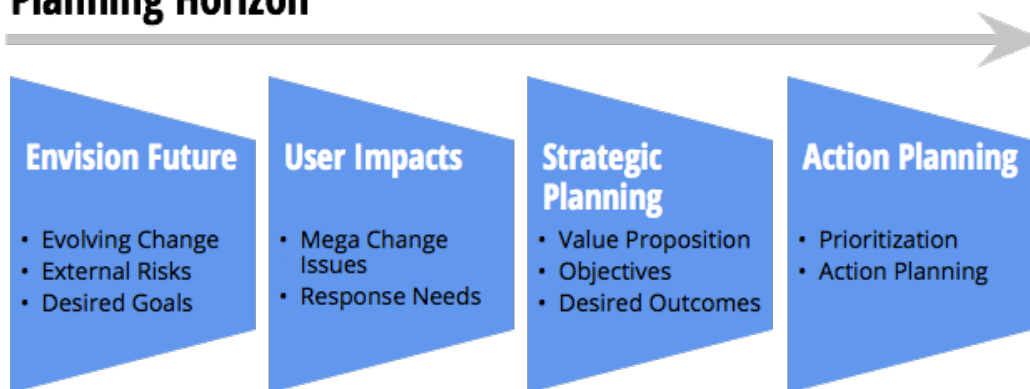 Planning Horizon
Envision Future
• Evolving Change
• External Risks
• Desired Goals
User Impacts
• Mega Change
Issues
• Response Needs
Strategic
Planning
• Value Proposition
• Objectives
• Desired Outcomes
Action Planning
• Prioritization
• Action Planning